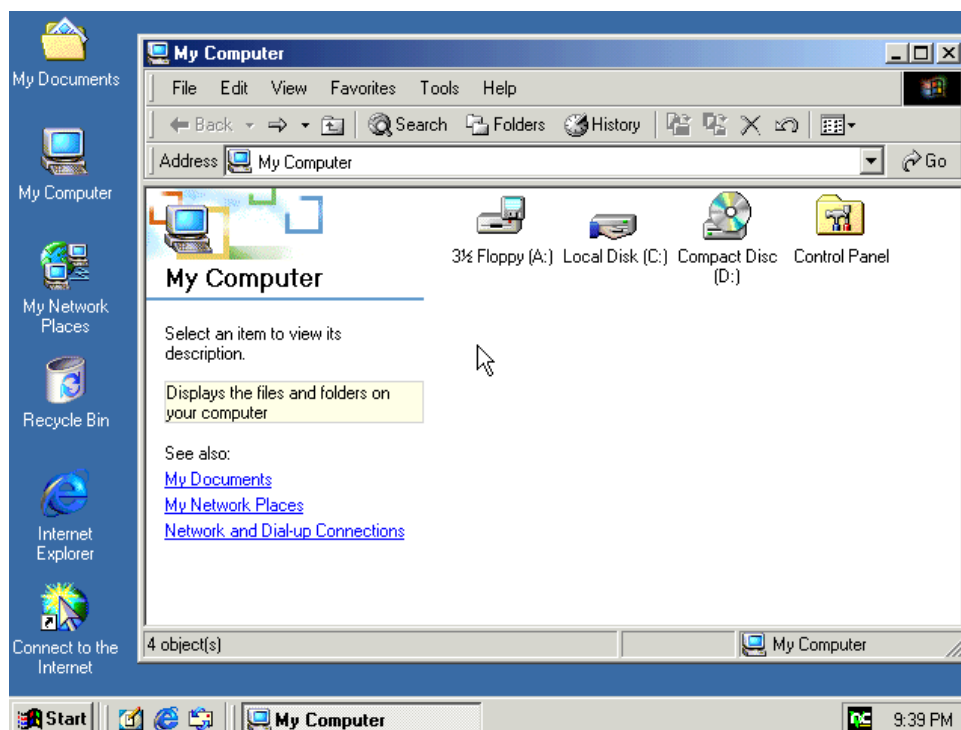 My Documents
My Computer
My Network
Places
Recycle Bin
Internet
Explorer
Connect to the
Internet
My Computer
File Edit View Favorites Tools Help
Back Search Folders History
Address My Computer Go
My Computer
Select an item to view its
description.
Displays the files and folders on
your computer
See also:
My Documents
My Network Places
Network and Dial-up Connections
3½ Floppy (A:) Local Disk (C:) Compact Disc Control Panel
(D:)
4 object(s) My Computer
Start My Computer 9:39 PM